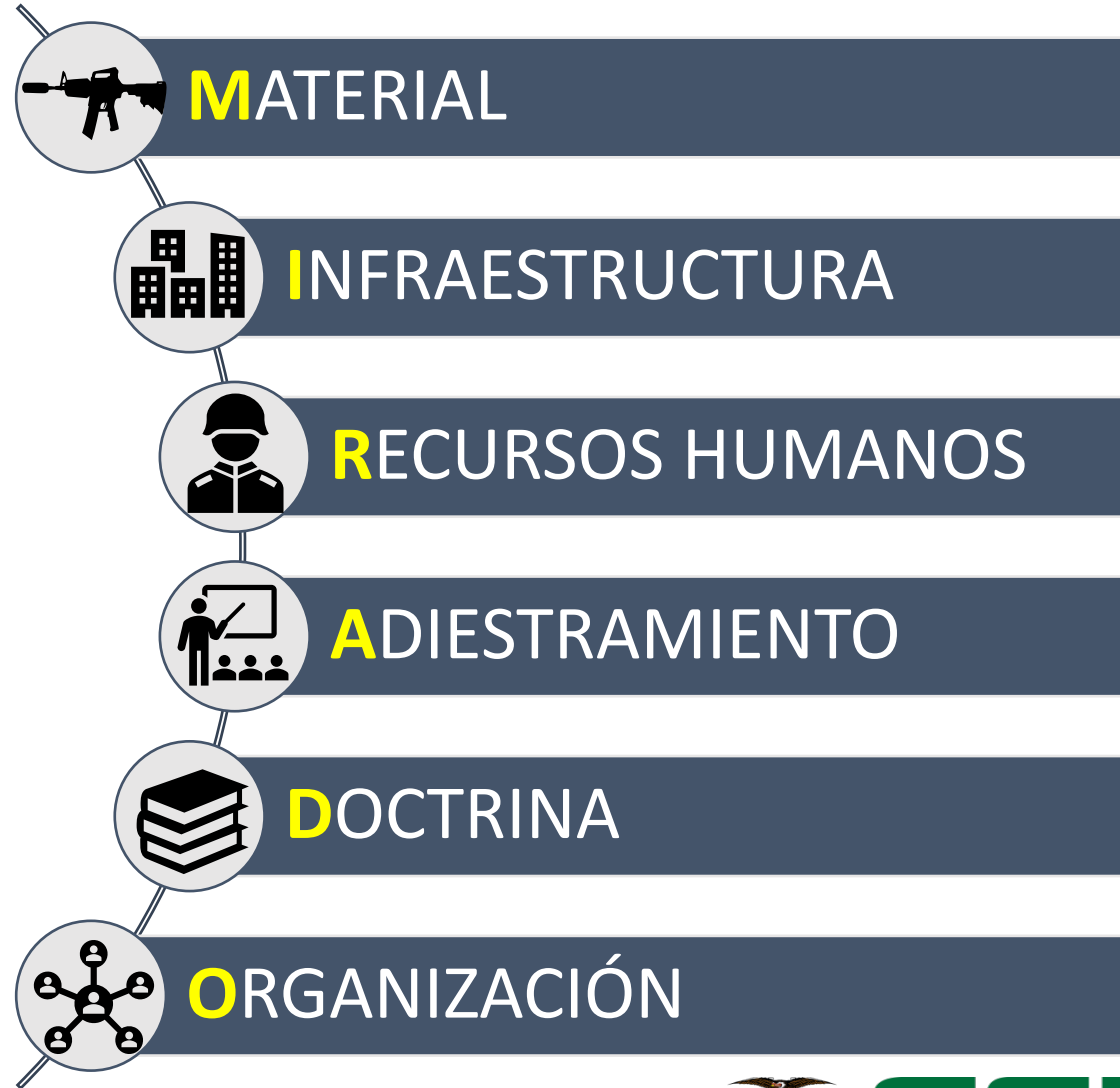 MATERIAL
INFRAESTRUCTURA
RECURSOS HUMANOS
ADIESTRAMIENTO
DOCTRINA
ORGANIZACIÓN